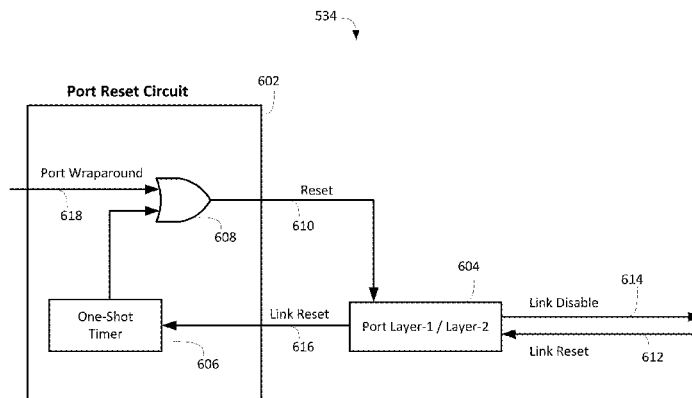 534
Port Reset Circuit
602
Port Wraparound
618
608
Reset
610
604
Link Disable
614
One-Shot
Timer
606
Link Reset
616
Port Layer-1 / Layer-2
Link Reset
612